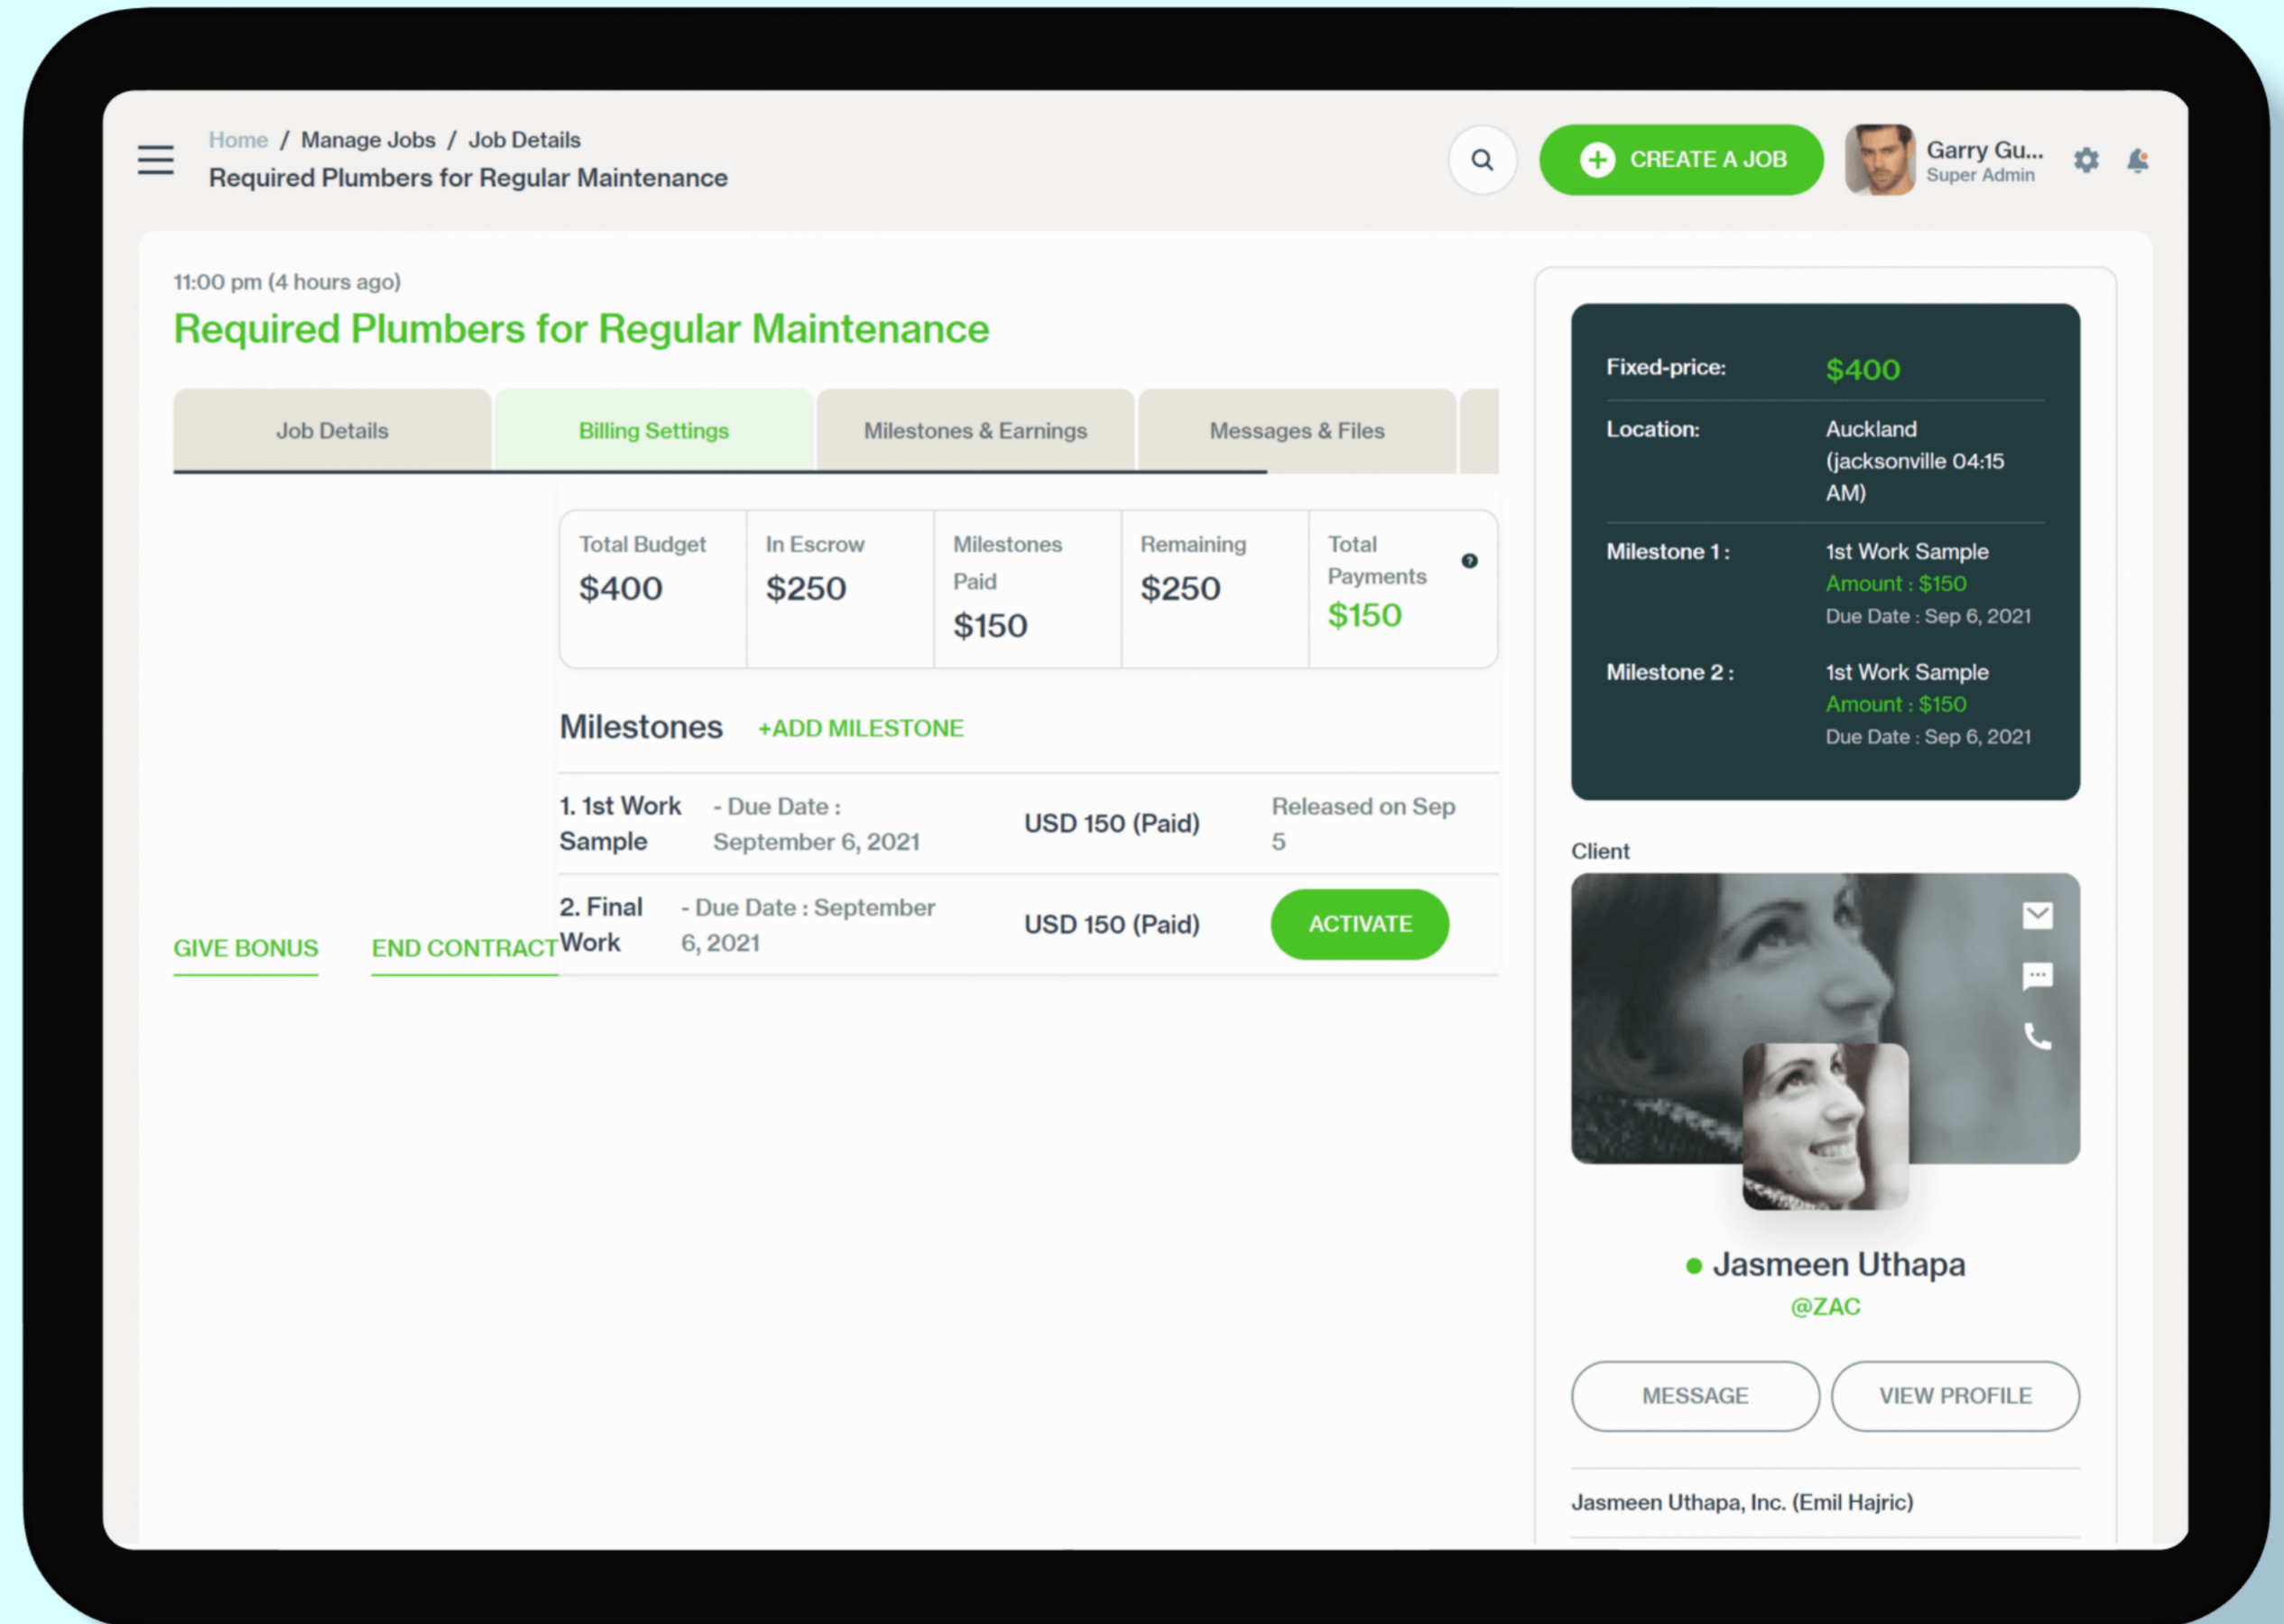 Home / Manage Jobs / Job Details
Required Plumbers for Regular Maintenance
CREATE A JOB
Garry Gu...
Super Admin
11:00 pm (4 hours ago)
Required Plumbers for Regular Maintenance
Job Details
Billing Settings
Milestones & Earnings
Messages & Files
Total Budget
$400
In Escrow
$250
Milestones
Paid
$150
Remaining
$250
Total
Payments
$150
Milestones
+ADD MILESTONE
1. 1st Work
Sample
- Due Date :
September 6, 2021
USD 150 (Paid)
Released on Sep
5
2. Final
Work
- Due Date : September
6, 2021
USD 150 (Paid)
ACTIVATE
GIVE BONUS
END CONTRACT
Fixed-price:
$400
Location:
Auckland
(jacksonville 04:15
AM)
Milestone 1 :
1st Work Sample
Amount : $150
Due Date : Sep 6, 2021
Milestone 2 :
1st Work Sample
Amount : $150
Due Date : Sep 6, 2021
Client
Jasmeen Uthapa
@ZAC
MESSAGE
VIEW PROFILE
Jasmeen Uthapa, Inc. (Emil Hajric)